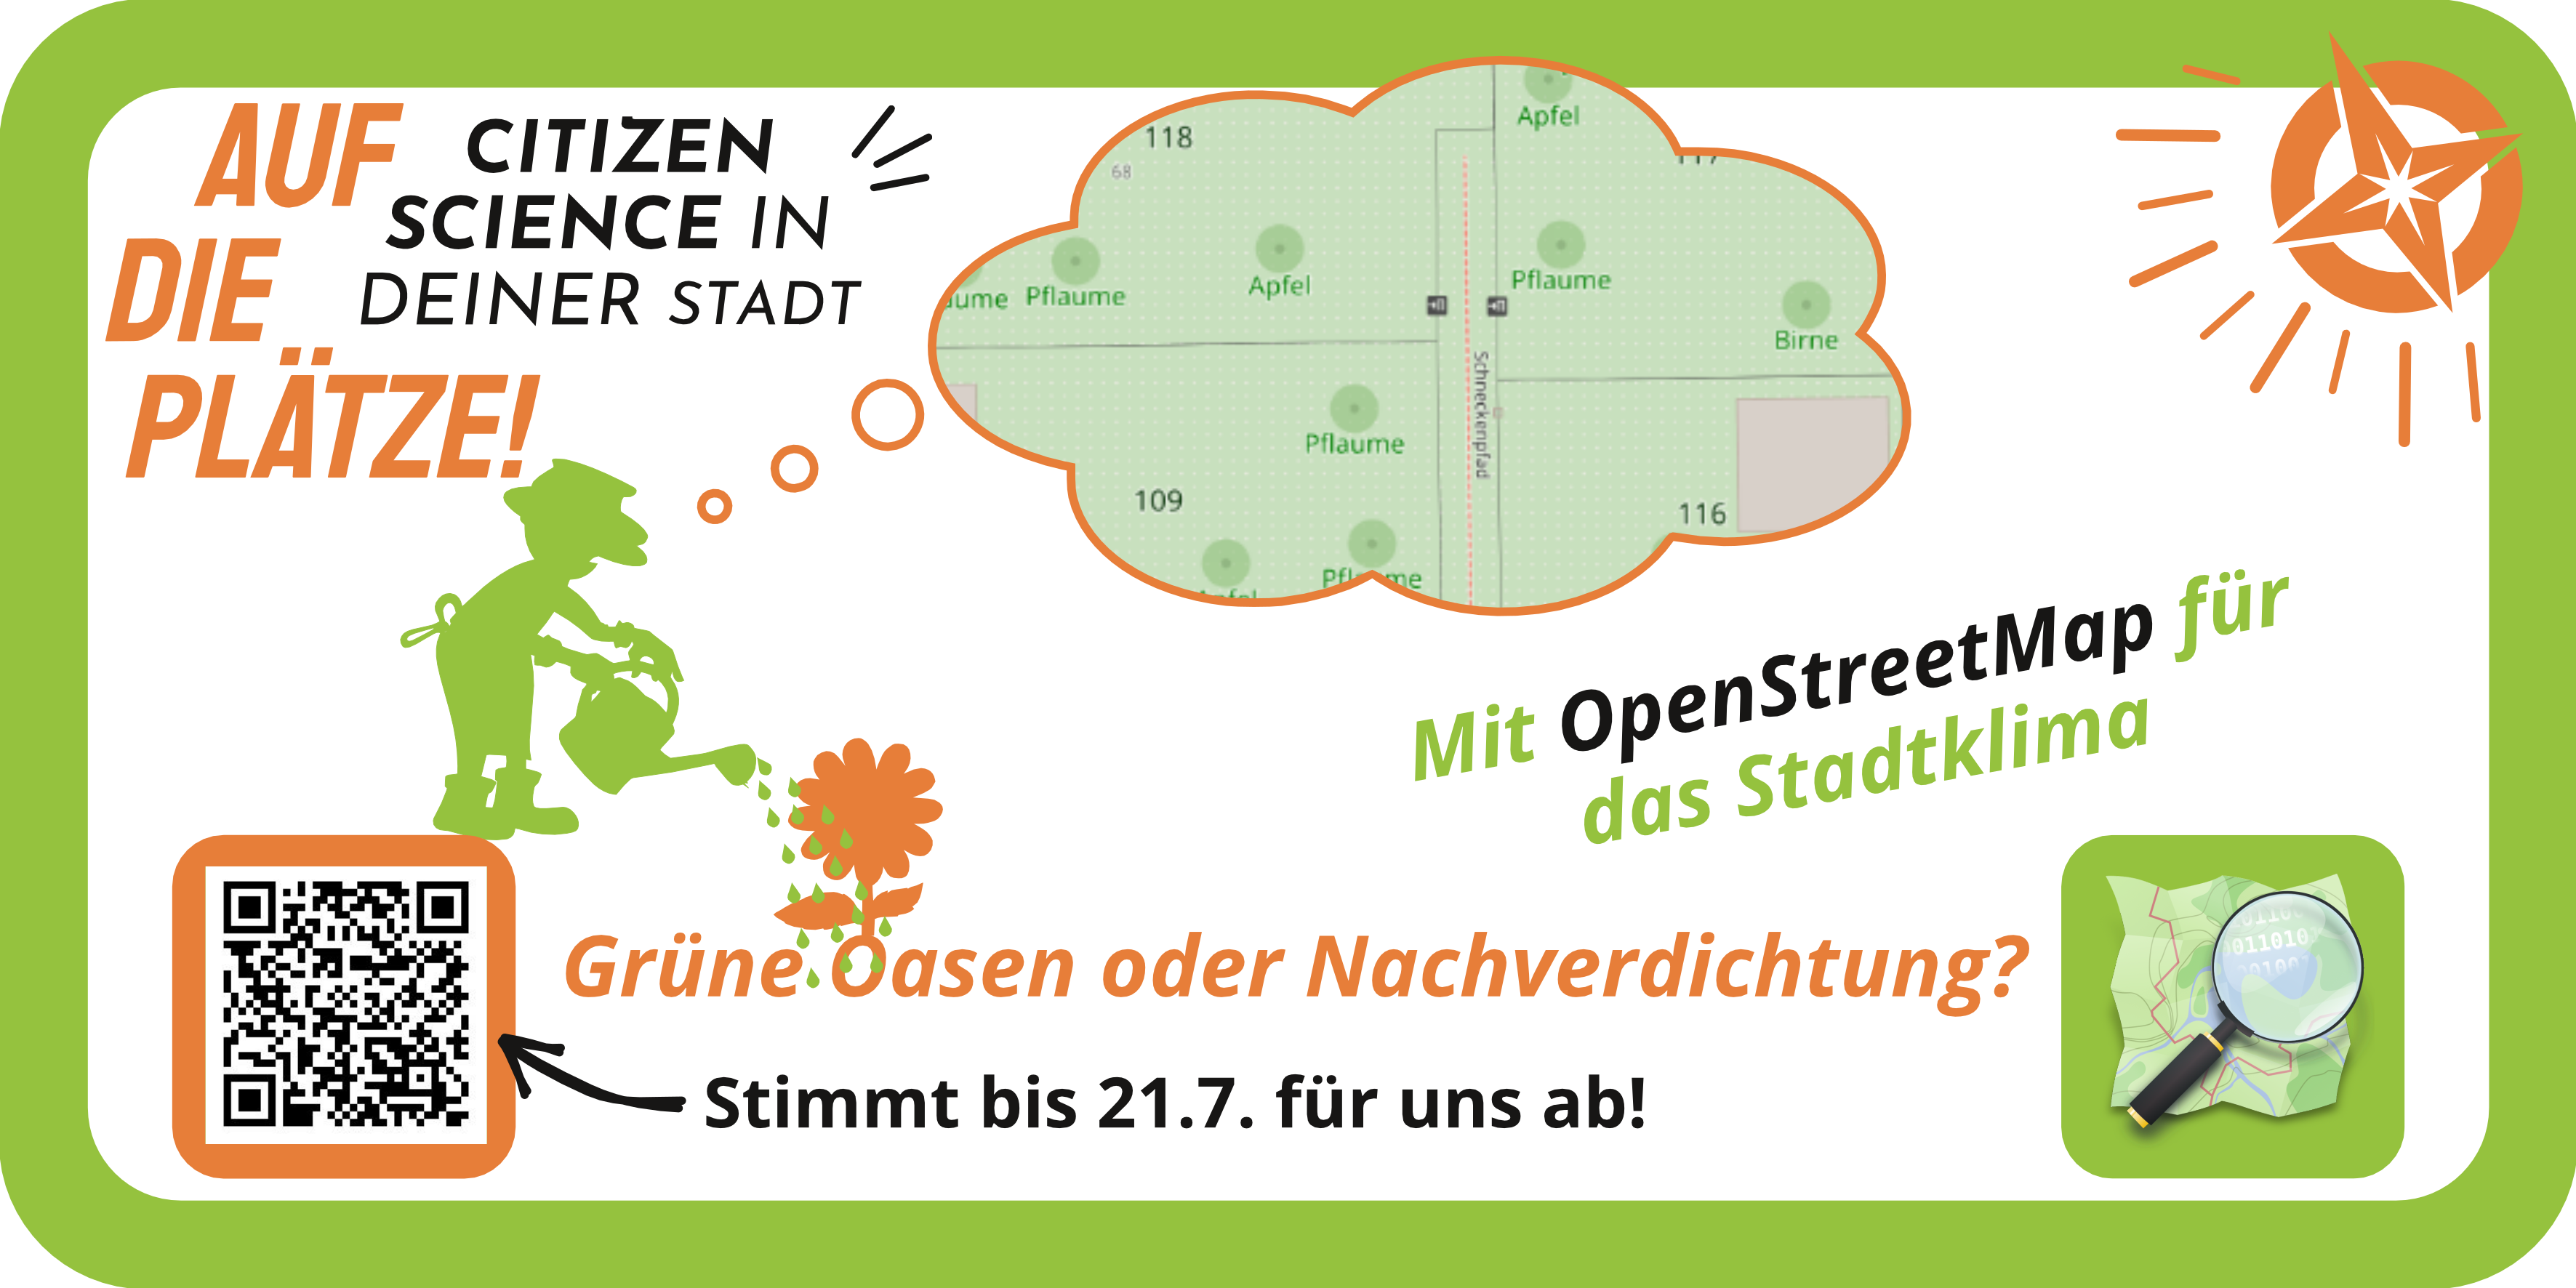 AUF
DIE
PLÄTZE!
CITIZEN
SCIENCE IN
DEINER STADT
Apfel
118
68
Pflaume
Apfel
Pflaume
Birne
Schneckenpfad
Pflaume
109
116
Mit OpenStreetMap für
das Stadtklima
Grüne Oasen oder Nachverdichtung?
Stimmt bis 21.7. für uns ab!